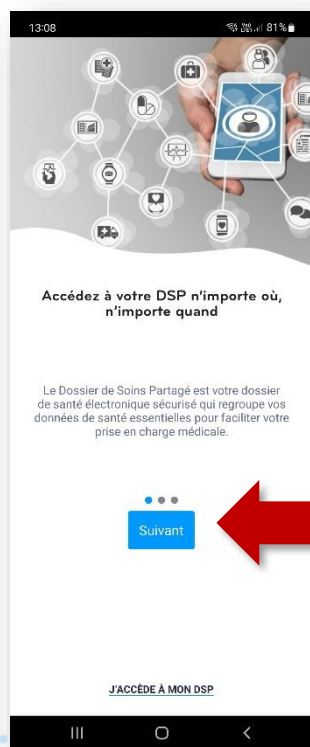 13:08
81%
Accédez à votre DSP n'importe où,
n'importe quand
Le Dossier de Soins Partagé est votre dossier
de santé électronique sécurisé qui regroupe vos
données de santé essentielles pour faciliter votre
prise en charge médicale.
Suivant
J'ACCÈDE À MON DSP